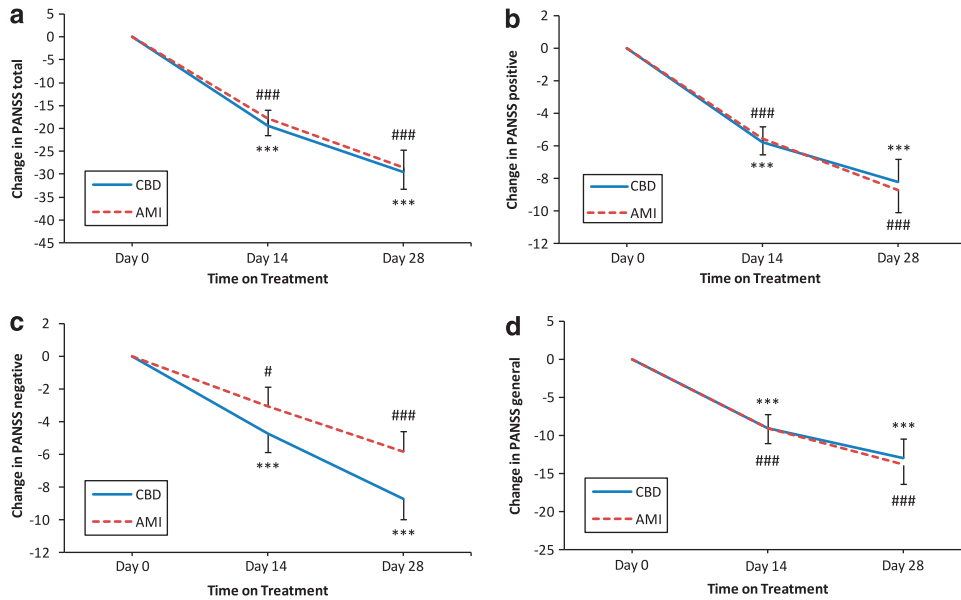 a
Change in PANSS total
5
0
-5
-10
-15
-20
-25
-30
-35
-40
-45
###
***
###
***
CBD
AMI
Day 0
Day 14
Day 28
Time on Treatment
b
Change in PANSS positive
2
0
-2
-4
-6
-8
-10
-12
###
***
***
###
CBD
AMI
Day 0
Day 14
Day 28
Time on Treatment
c
Change in PANSS negative
2
0
-2
-4
-6
-8
-10
-12
#
***
###
***
CBD
AMI
Day 0
Day 14
Day 28
Time on Treatment
d
Change in PANSS general
5
0
-5
-10
-15
-20
-25
***
###
***
###
CBD
AMI
Day 0
Day 14
Day 28
Time on Treatment